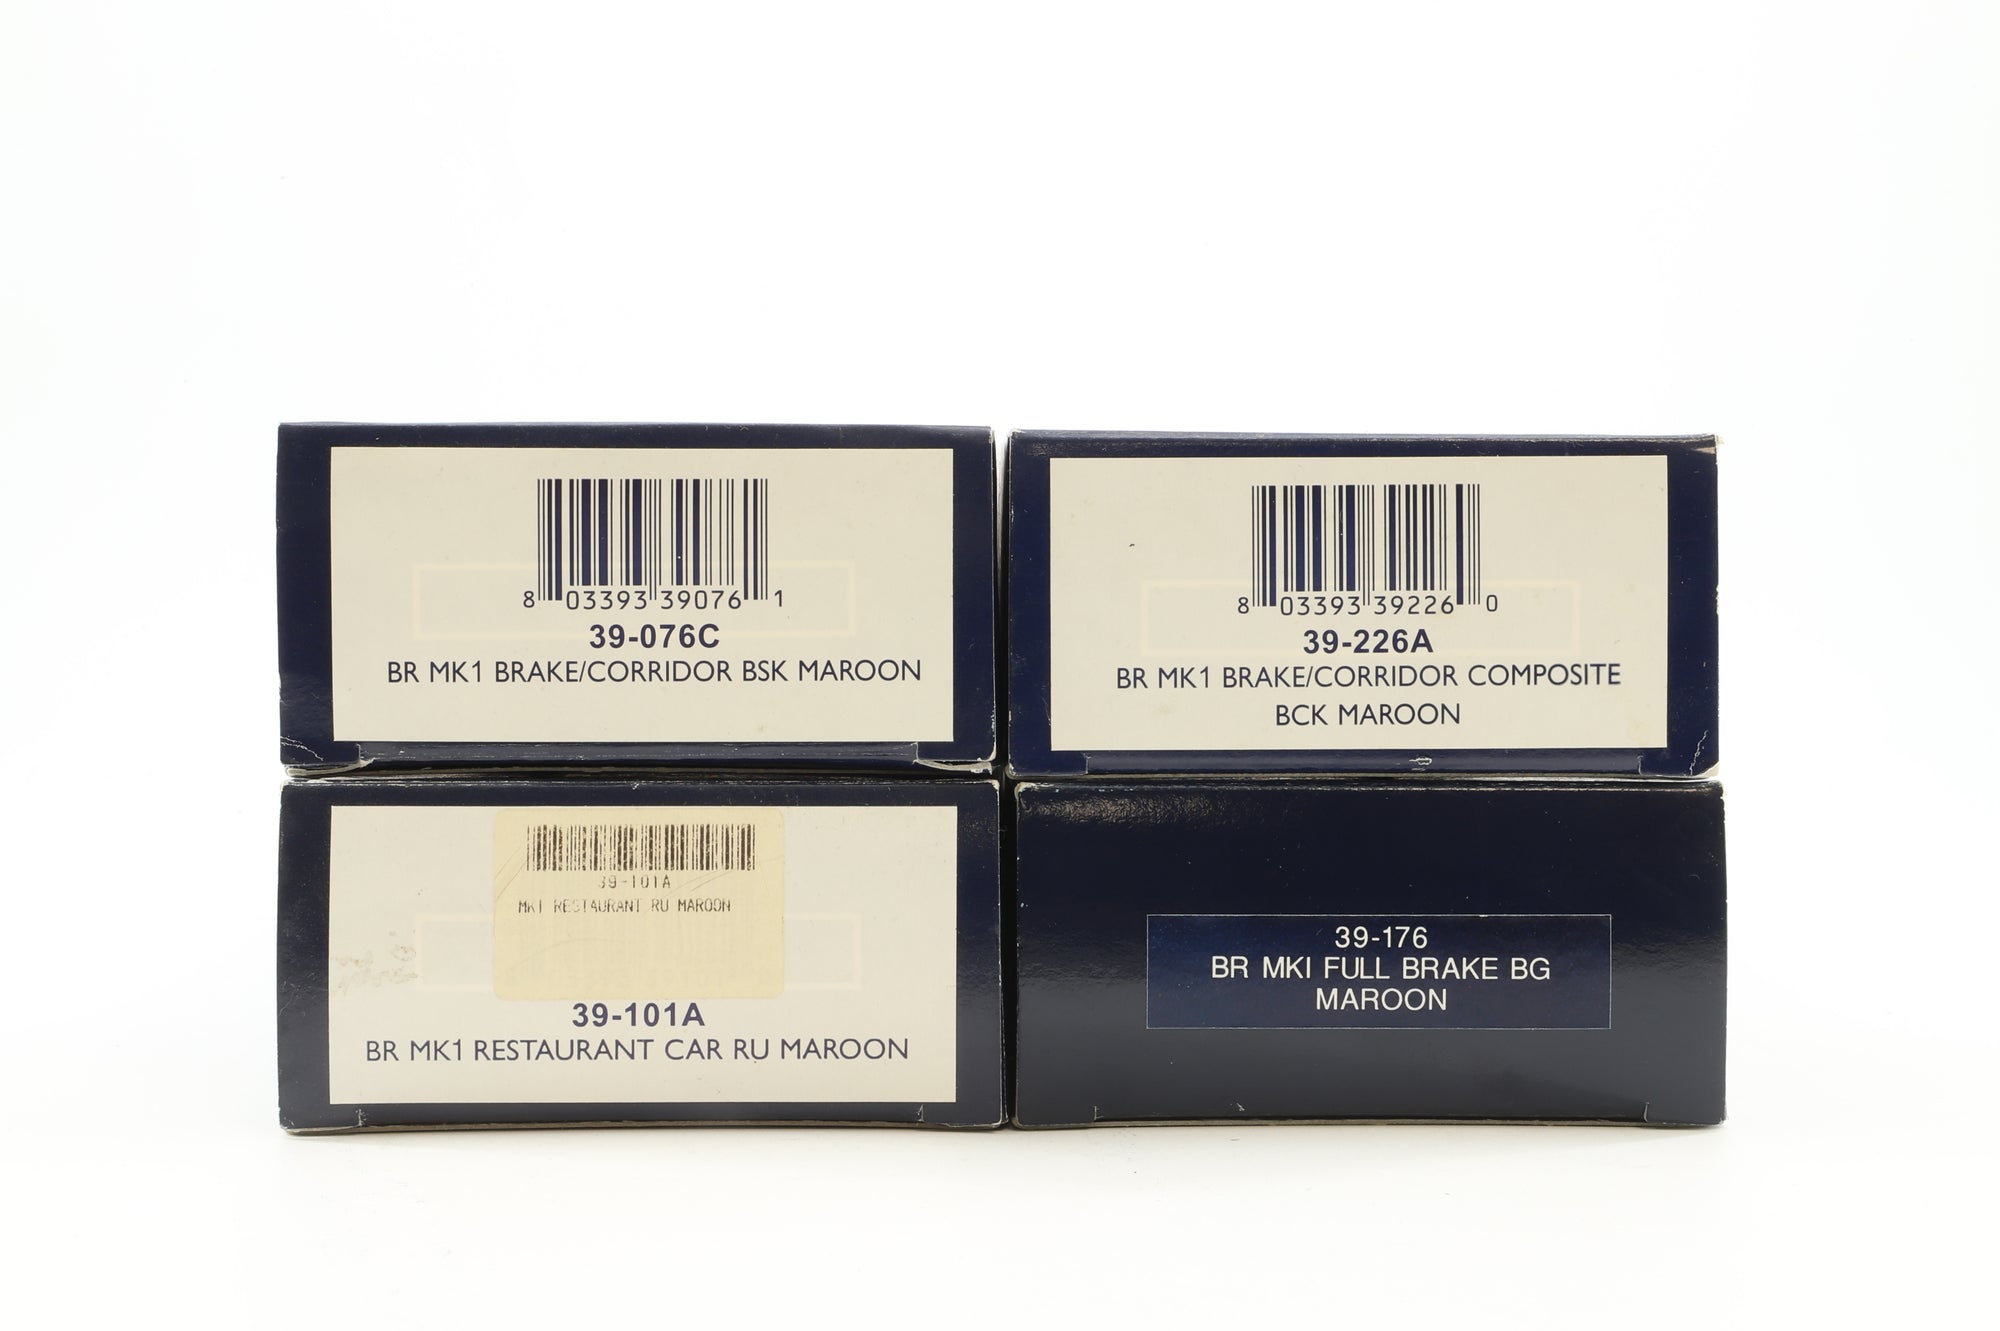 8 03393 39076 1
39-076C
BR MK1 BRAKE/CORRIDOR BSK MAROON
8 03393 39226 0
39-226A
BR MK1 BRAKE/CORRIDOR COMPOSITE
BCK MAROON
39-101A
MK1 RESTAURANT RU MAROON
39-101A
BR MK1 RESTAURANT CAR RU MAROON
39-176
BR MKI FULL BRAKE BG
MAROON